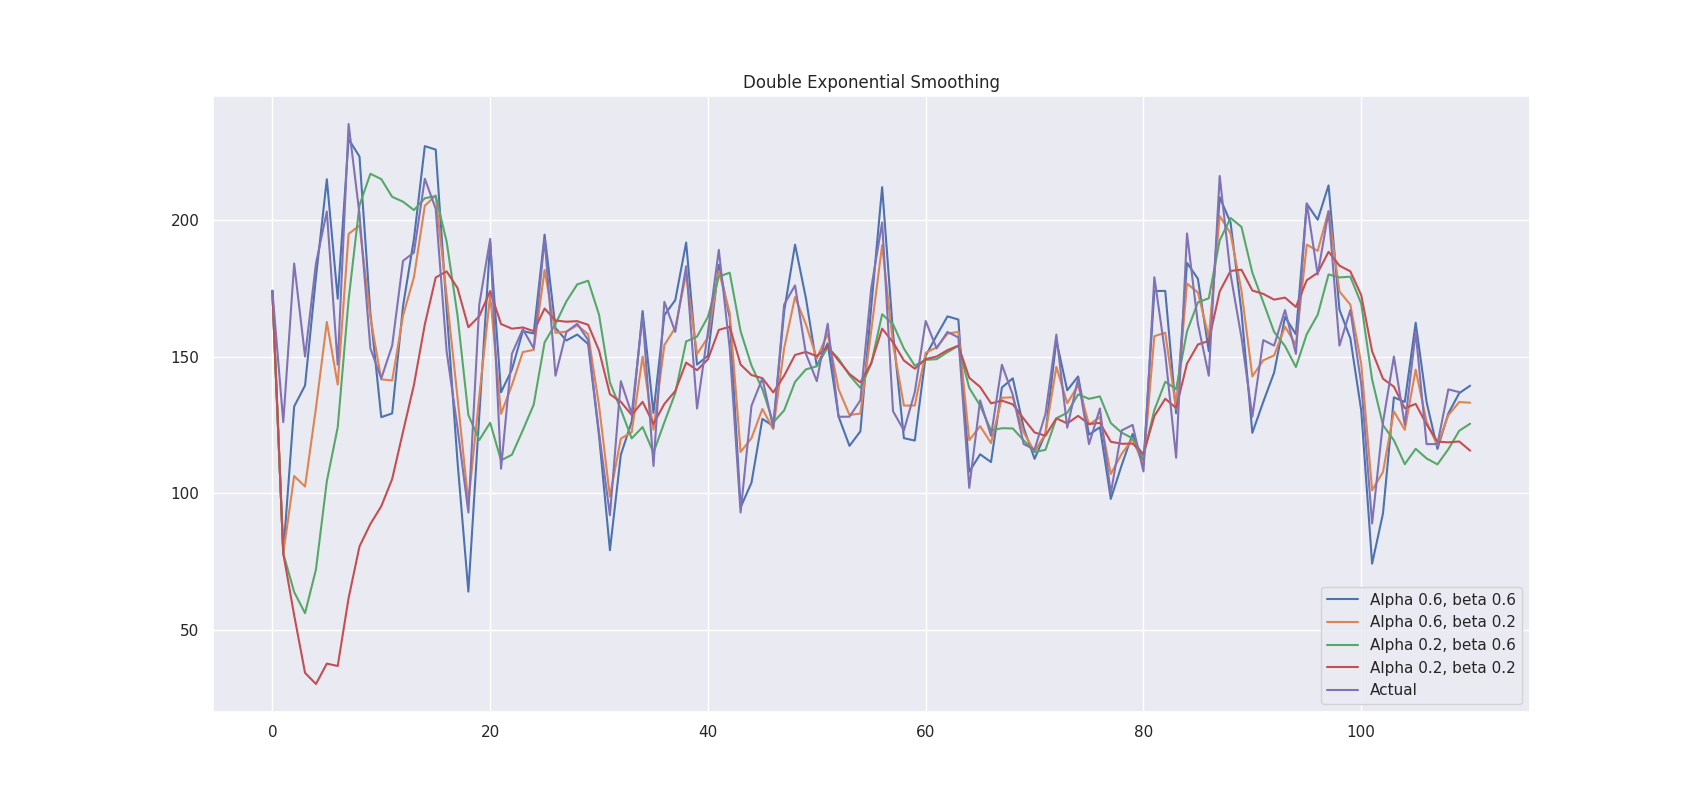 Double Exponential Smoothing
200
150
100
50
0 20 40 60 80 100
Alpha 0.6, beta 0.6
Alpha 0.6, beta 0.2
Alpha 0.2, beta 0.6
Alpha 0.2, beta 0.2
Actual